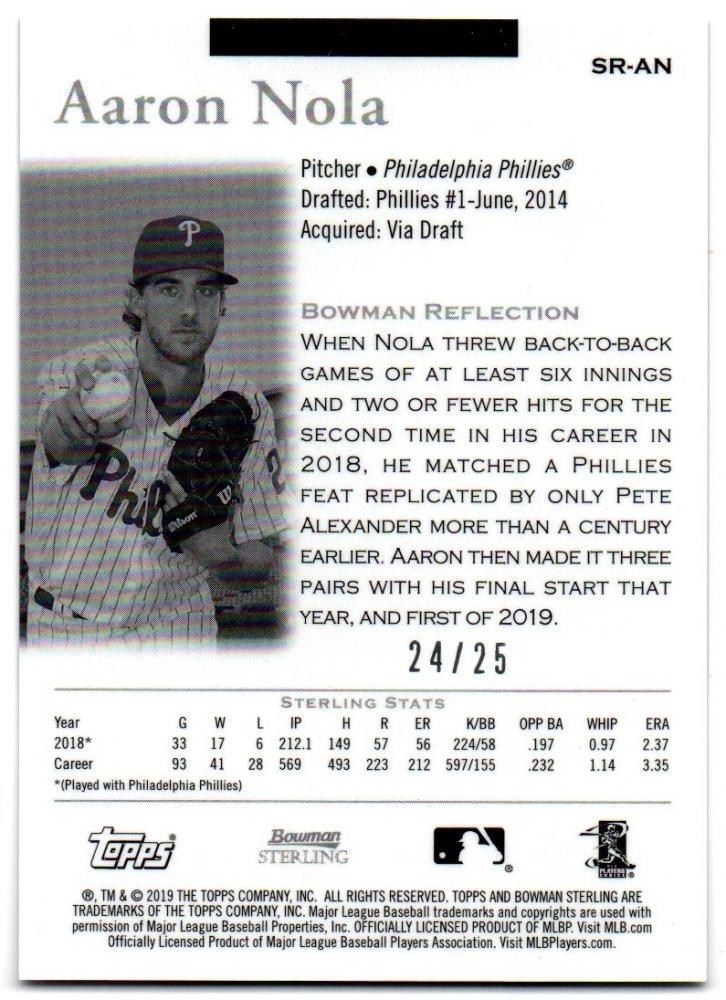 SR-AN
Aaron Nola
Pitcher ● Philadelphia Phillies®
Drafted: Phillies #1-June, 2014
Acquired: Via Draft
BOWMAN REFLECTION
WHEN NOLA THREW BACK-TO-BACK
GAMES OF AT LEAST SIX INNINGS
AND TWO OR FEWER HITS FOR THE
SECOND TIME IN HIS CAREER IN
2018, HE MATCHED A PHILLIES
FEAT REPLICATED BY ONLY PETE
ALEXANDER MORE THAN A CENTURY
EARLIER. AARON THEN MADE IT THREE
PAIRS WITH HIS FINAL START THAT
YEAR, AND FIRST OF 2019.
P
Phil
2
Wilson
W
24/25
STERLING STATS
Year G W L IP H R ER K/BB OPP BA WHIP ERA
2018* 33 17 6 212.1 149 57 56 224/58 .197 0.97 2.37
Career 93 41 28 569 493 223 212 597/155 .232 1.14 3.35
*(Played with Philadelphia Phillies)
Topps®
Bowman
STERLING
®
PLAYERS
CHOICE®
®, TM & © 2019 THE TOPPS COMPANY, INC. ALL RIGHTS RESERVED. TOPPS AND BOWMAN STERLING ARE
TRADEMARKS OF THE TOPPS COMPANY, INC. Major League Baseball trademarks and copyrights are used with
permission of Major League Baseball Properties, Inc. OFFICIALLY LICENSED PRODUCT OF MLBP. Visit MLB.com
Officially Licensed Product of Major League Baseball Players Association. Visit MLBPlayers.com.